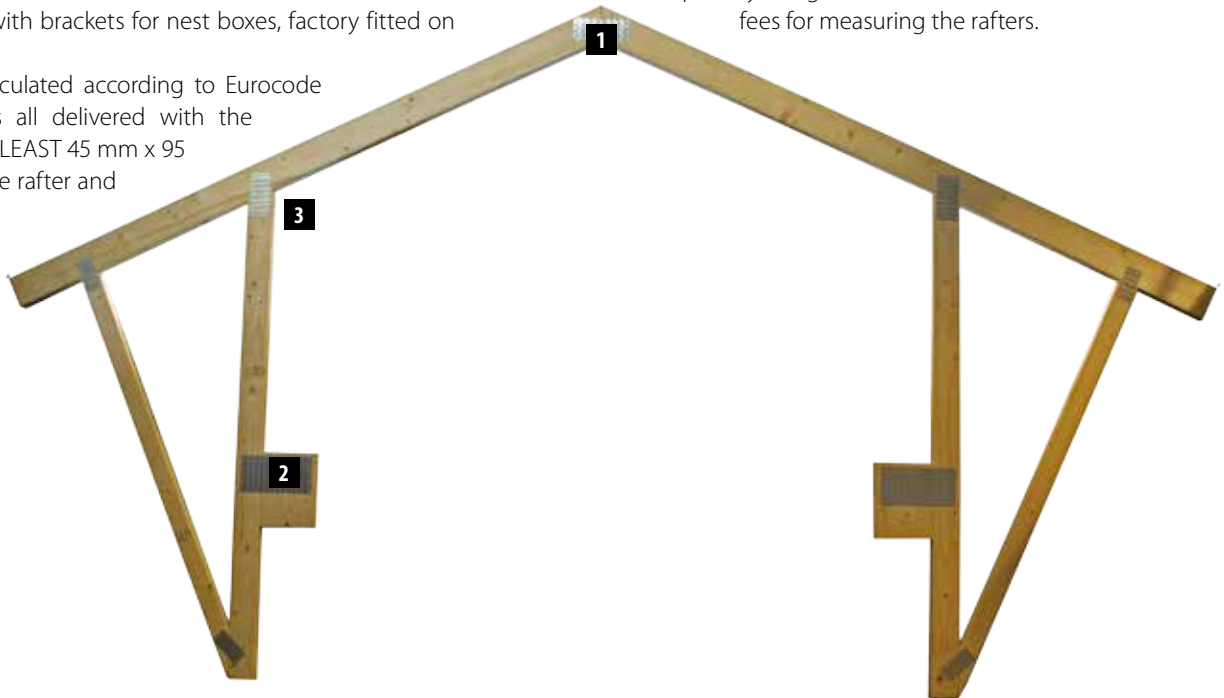 with brackets for nest boxes, factory fitted on
culated according to Eurocode
all delivered with the
LEAST 45 mm x 95
e rafter and
fees for measuring the rafters.
1
3
2